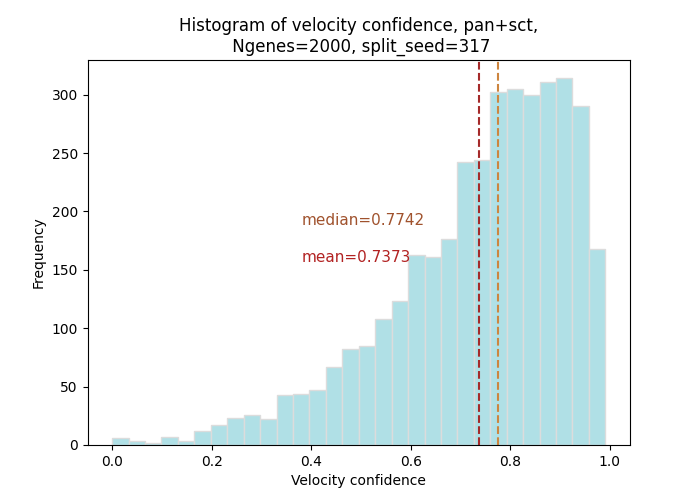 Histogram of velocity confidence, pan+sct,
Ngenes=2000, split_seed=317
300
250
200
150
100
50
0
Frequency
median=0.7742
mean=0.7373
0.0 0.2 0.4 0.6 0.8 1.0
Velocity confidence